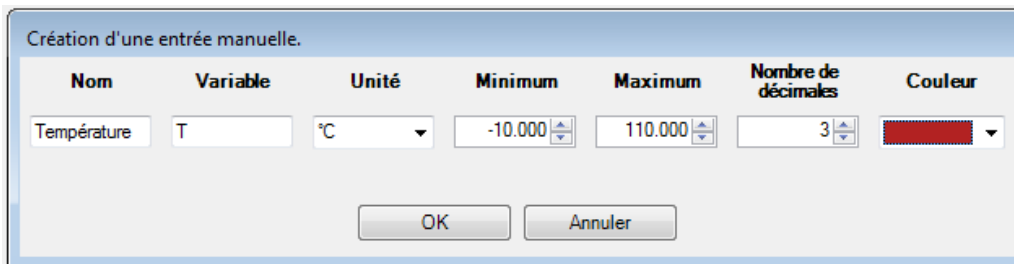 Création d'une entrée manuelle.
Nom Variable Unité Minimum Maximum Nombre de décimales Couleur
Température T °C -10.000 110.000 3
OK Annuler